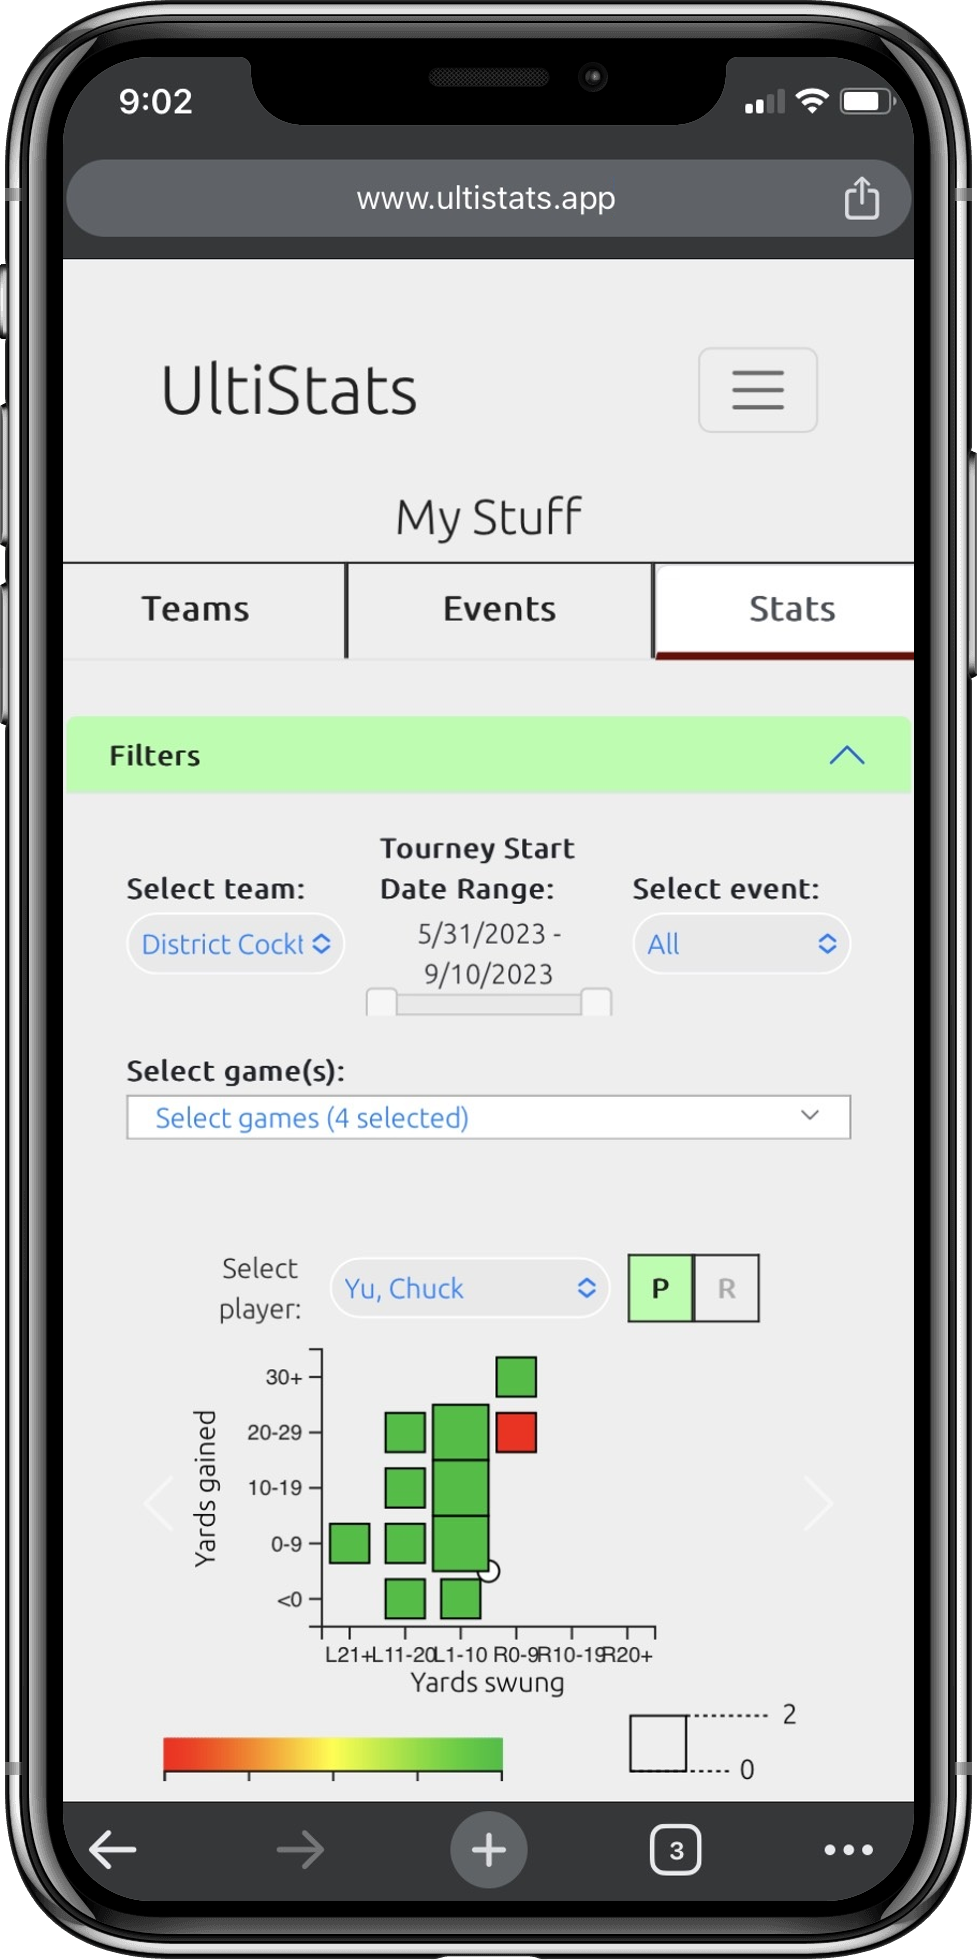 9:02
www.ultistats.app
UltiStats
My Stuff
Teams Events Stats
Filters
Select team:
District Cockt
Tourney Start
Date Range:
5/31/2023 -
9/10/2023
Select event:
All
Select game(s):
Select games (4 selected)
Select
player:
Yu, Chuck
P R
Yards gained
30+
20-29
10-19
0-9
<0
L21+ L11-20 L1-10 R0-9 R10-19 R20+
Yards swung
2
0
3